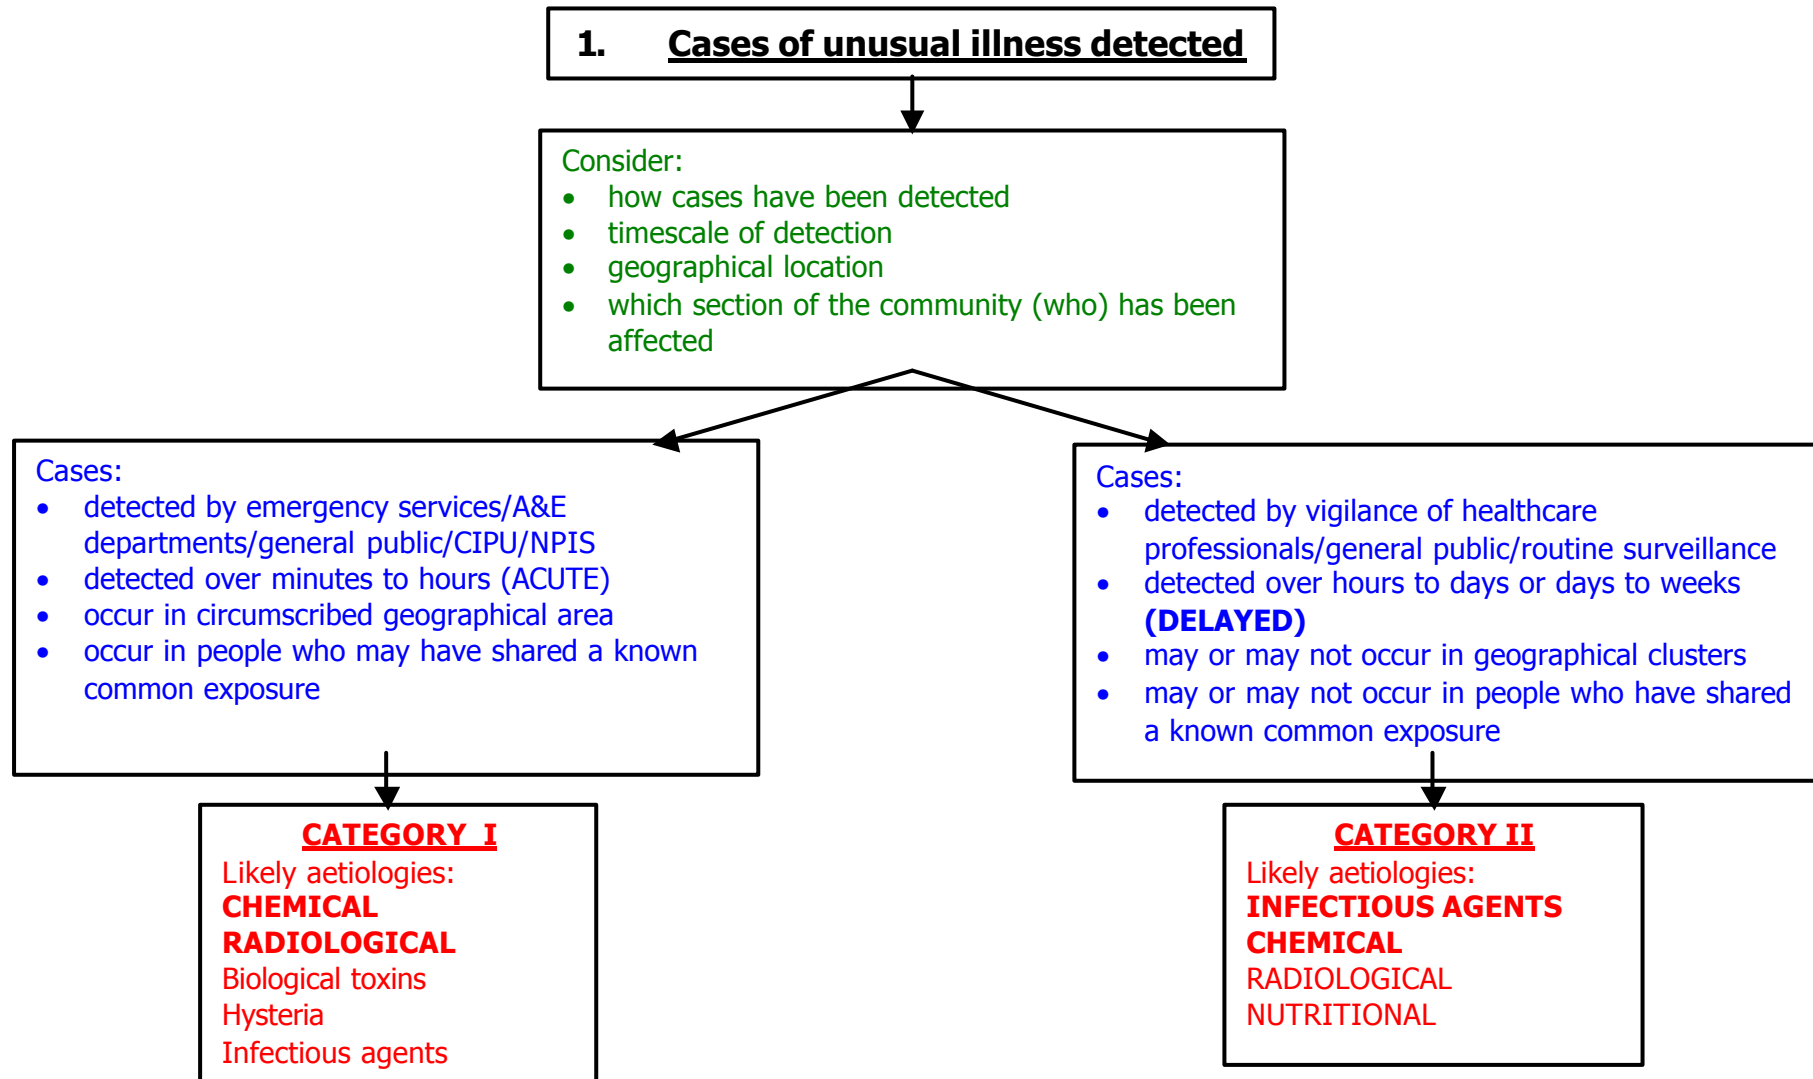 1. Cases of unusual illness detected
Consider:
• how cases have been detected
• timescale of detection
• geographical location
• which section of the community (who) has been
affected
Cases:
• detected by emergency services/A&E
departments/general public/CIPU/NPIS
• detected over minutes to hours (ACUTE)
• occur in circumscribed geographical area
• occur in people who may have shared a known
common exposure
Cases:
• detected by vigilance of healthcare
professionals/general public/routine surveillance
• detected over hours to days or days to weeks
(DELAYED)
• may or may not occur in geographical clusters
• may or may not occur in people who have shared
a known common exposure
CATEGORY I
Likely aetiologies:
CHEMICAL
RADIOLOGICAL
Biological toxins
Hysteria
Infectious agents
CATEGORY II
Likely aetiologies:
INFECTIOUS AGENTS
CHEMICAL
RADIOLOGICAL
NUTRITIONAL